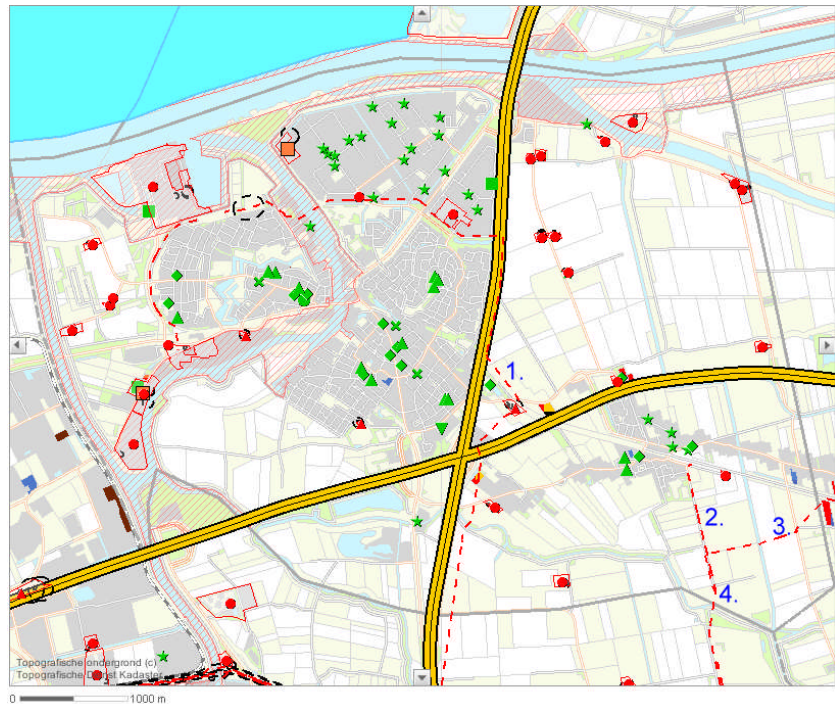 1.
2.
3.
4.
Topografische ondergrond (c)
Topografische Dienst Kadaster
0 1000 m